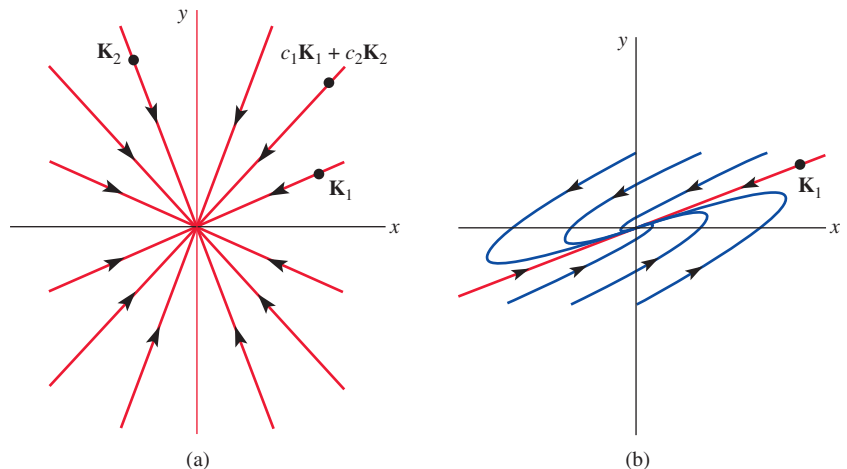 y
K₂
c₁K₁ + c₂K₂
K₁
x
(a)
y
K₁
x
(b)